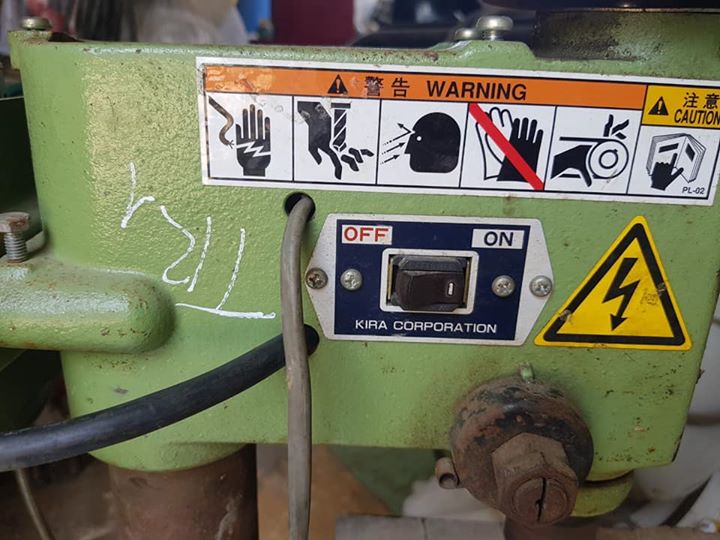 警告 WARNING
注意
CAUTION
PL-02
OFF
ON
KIRA CORPORATION